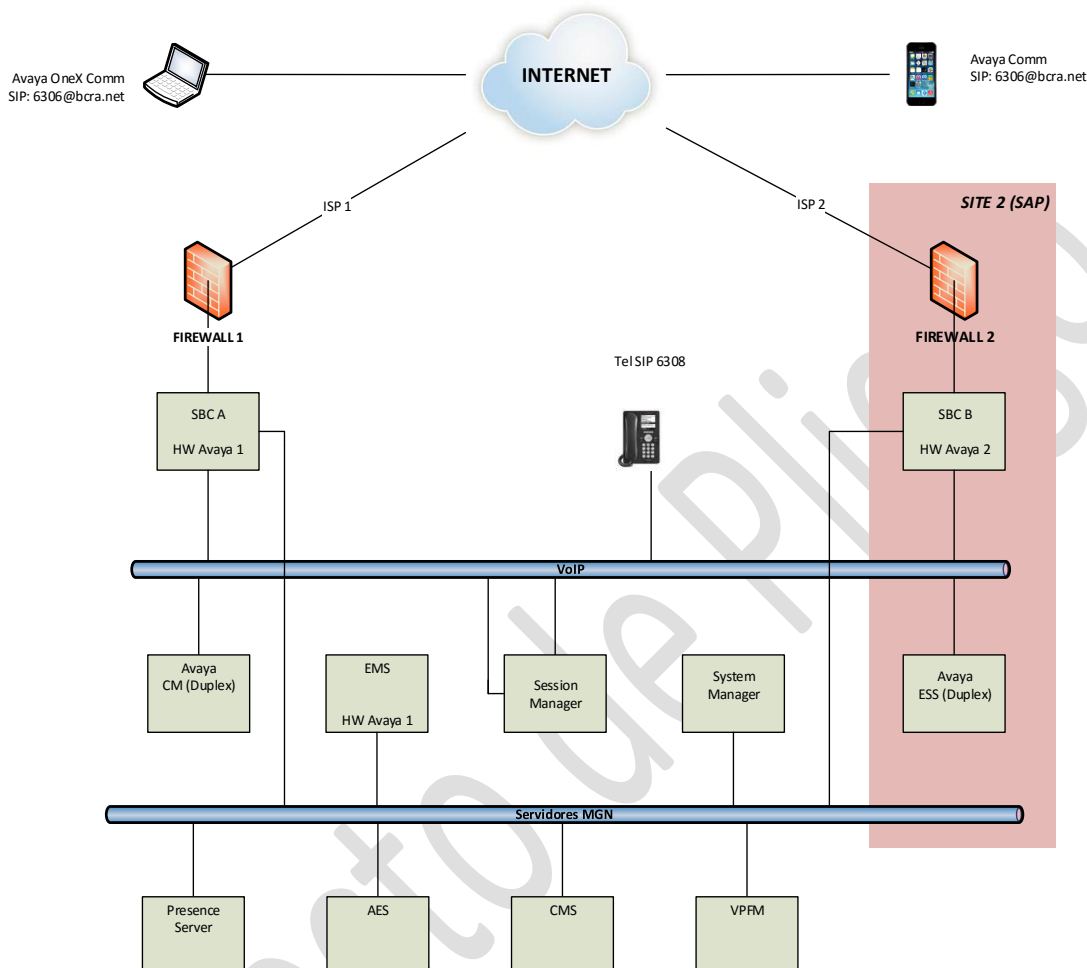 INTERNET
Avaya OneX Comm
SIP: 6306@bcra.net
Avaya Comm
SIP: 6306@bcra.net
ISP 1
ISP 2
SITE 2 (SAP)
FIREWALL 1
FIREWALL 2
Tel SIP 6308
SBC A
HW Avaya 1
SBC B
HW Avaya 2
VoIP
Avaya
CM (Duplex)
EMS
HW Avaya 1
Session
Manager
System
Manager
Avaya
ESS (Duplex)
Servidores MGN
Presence
Server
AES
CMS
VPFM
de Pliego